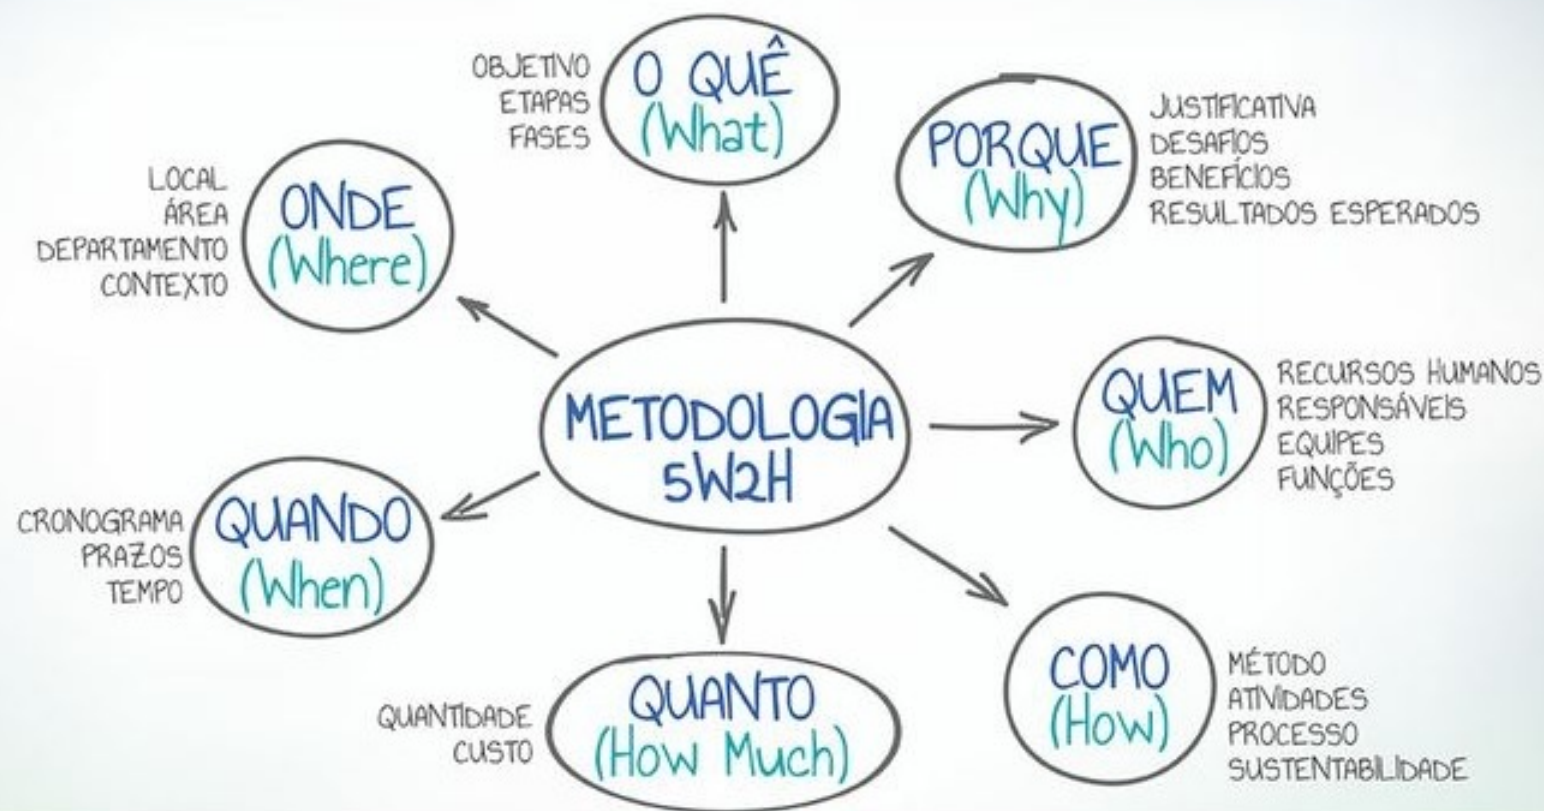 OBJETIVO
ETAPAS
FASES
O QUÊ
(What)
PORQUE
(Why)
JUSTIFICATIVA
DESAFIOS
BENEFÍCIOS
RESULTADOS ESPERADOS
LOCAL
ÁREA
DEPARTAMENTO
CONTEXTO
ONDE
(Where)
METODOLOGIA
5W2H
QUEM
(Who)
RECURSOS HUMANOS
RESPONSÁVEIS
EQUIPES
FUNÇÕES
CRONOGRAMA
PRAZOS
TEMPO
QUANDO
(When)
QUANTIDADE
CUSTO
QUANTO
(How Much)
COMO
(How)
MÉTODO
ATIVIDADES
PROCESSO
SUSTENTABILIDADE